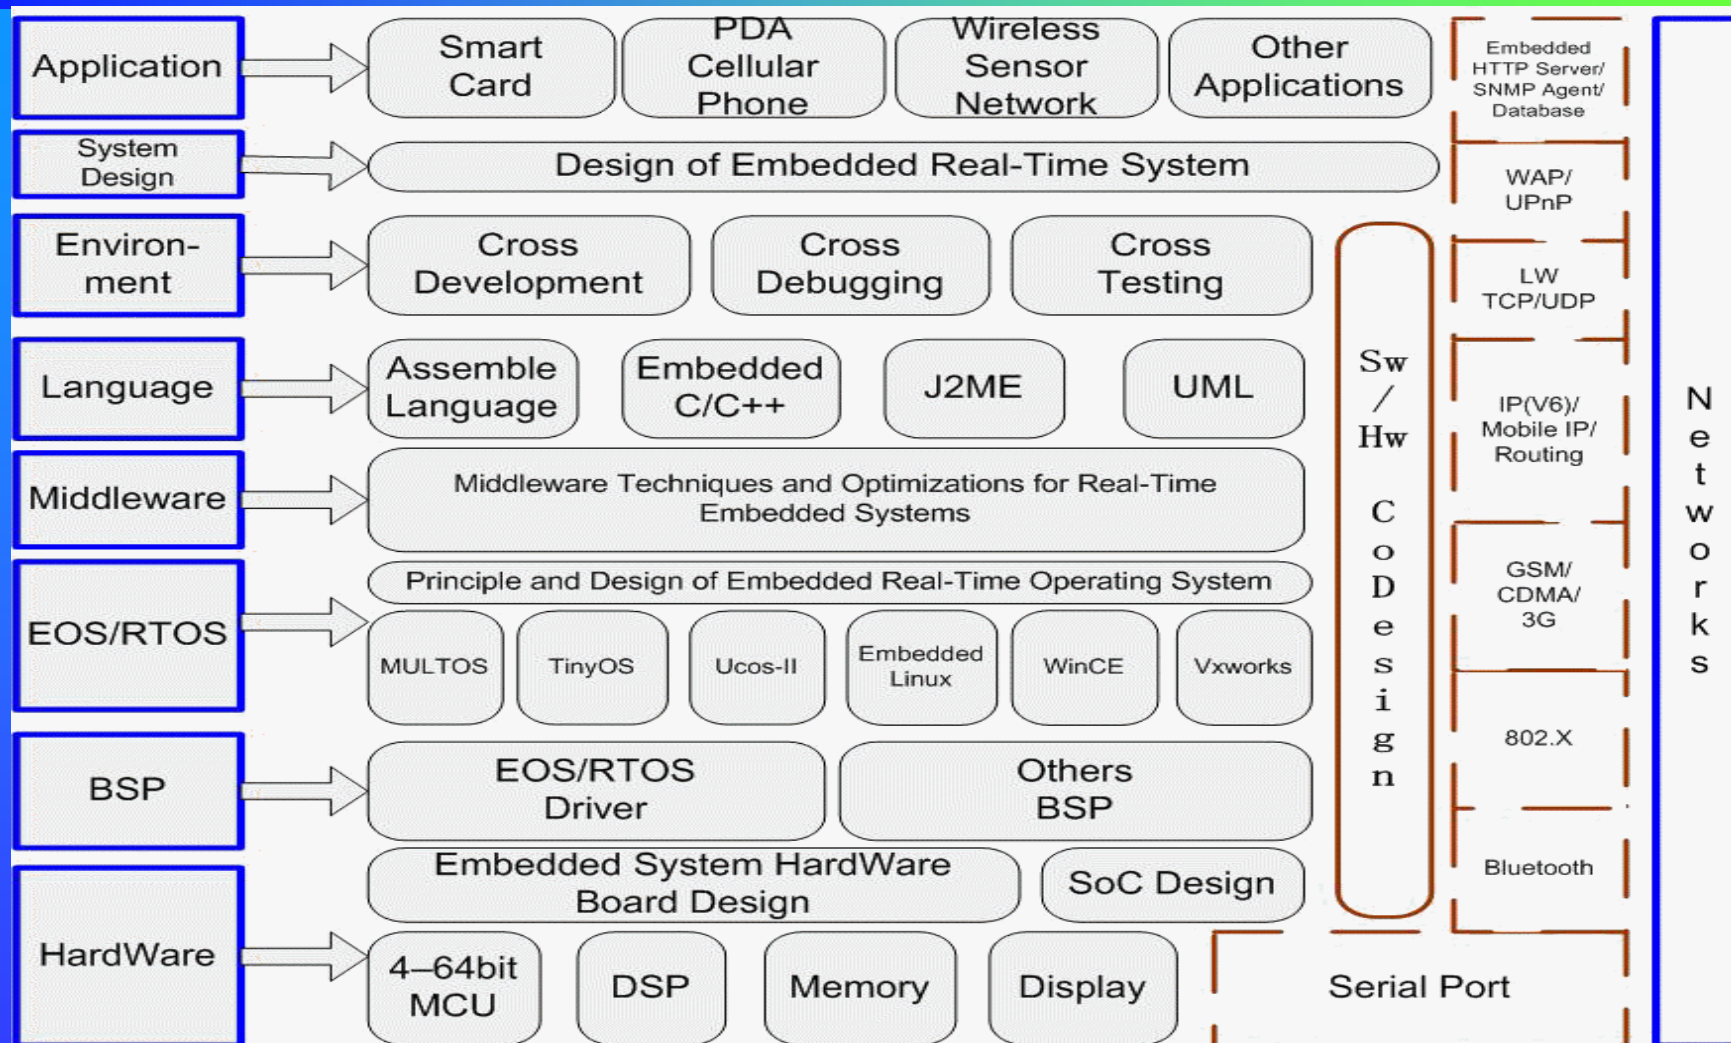 Application
Smart
Card
PDA
Cellular
Phone
Wireless
Sensor
Network
Other
Applications
Embedded
HTTP Server/
SNMP Agent/
Database
System
Design
Design of Embedded Real-Time System
WAP/
UPnP
Environ-
ment
Cross
Development
Cross
Debugging
Cross
Testing
LW
TCP/UDP
Language
Assemble
Language
Embedded
C/C++
J2ME
UML
IP(V6)/
Mobile IP/
Routing
Middleware
Middleware Techniques and Optimizations for Real-Time
Embedded Systems
EOS/RTOS
Principle and Design of Embedded Real-Time Operating System
MULTOS
TinyOS
Ucos-II
Embedded
Linux
WinCE
Vxworks
GSM/
CDMA/
3G
BSP
EOS/RTOS
Driver
Others
BSP
802.X
HardWare
Embedded System HardWare
Board Design
SoC Design
Bluetooth
4–64bit
MCU
DSP
Memory
Display
Serial Port
Sw
/
Hw
C
o
D
e
s
i
g
n
N
e
t
w
o
r
k
s